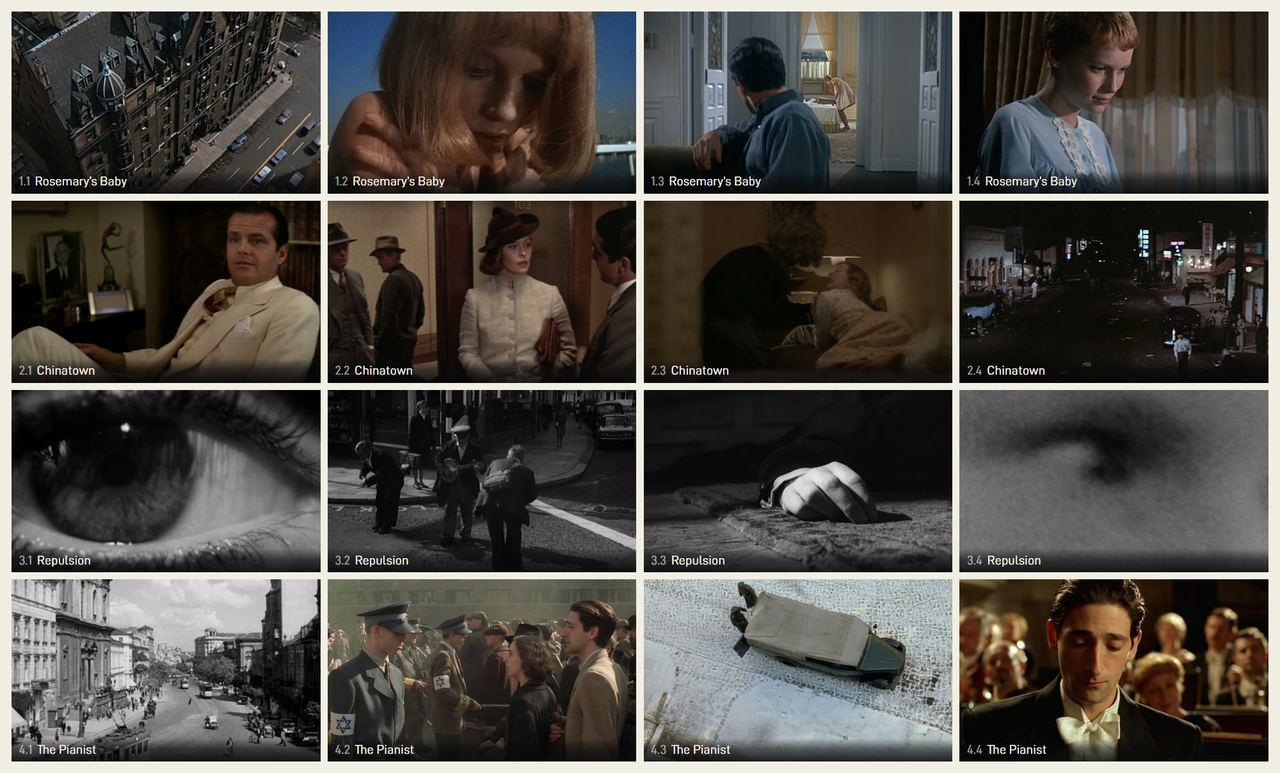 1.1 Rosemary's Baby
1.2 Rosemary's Baby
1.3 Rosemary's Baby
1.4 Rosemary's Baby
103
2.1 Chinatown
2.2 Chinatown
2.3 Chinatown
2.4 Chinatown
3.1 Repulsion
3.2 Repulsion
3.3 Repulsion
3.4 Repulsion
4.1 The Pianist
4.2 The Pianist
4.3 The Pianist
4.4 The Pianist